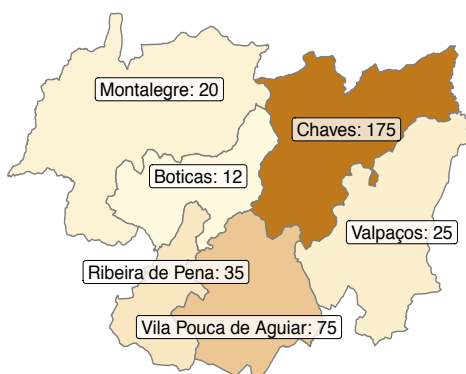 Montalegre: 20
Chaves: 175
Boticas: 12
Valpaços: 25
Ribeira de Pena: 35
Vila Pouca de Aguiar: 75